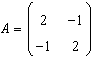 A = ( 2 -1
-1 2 )